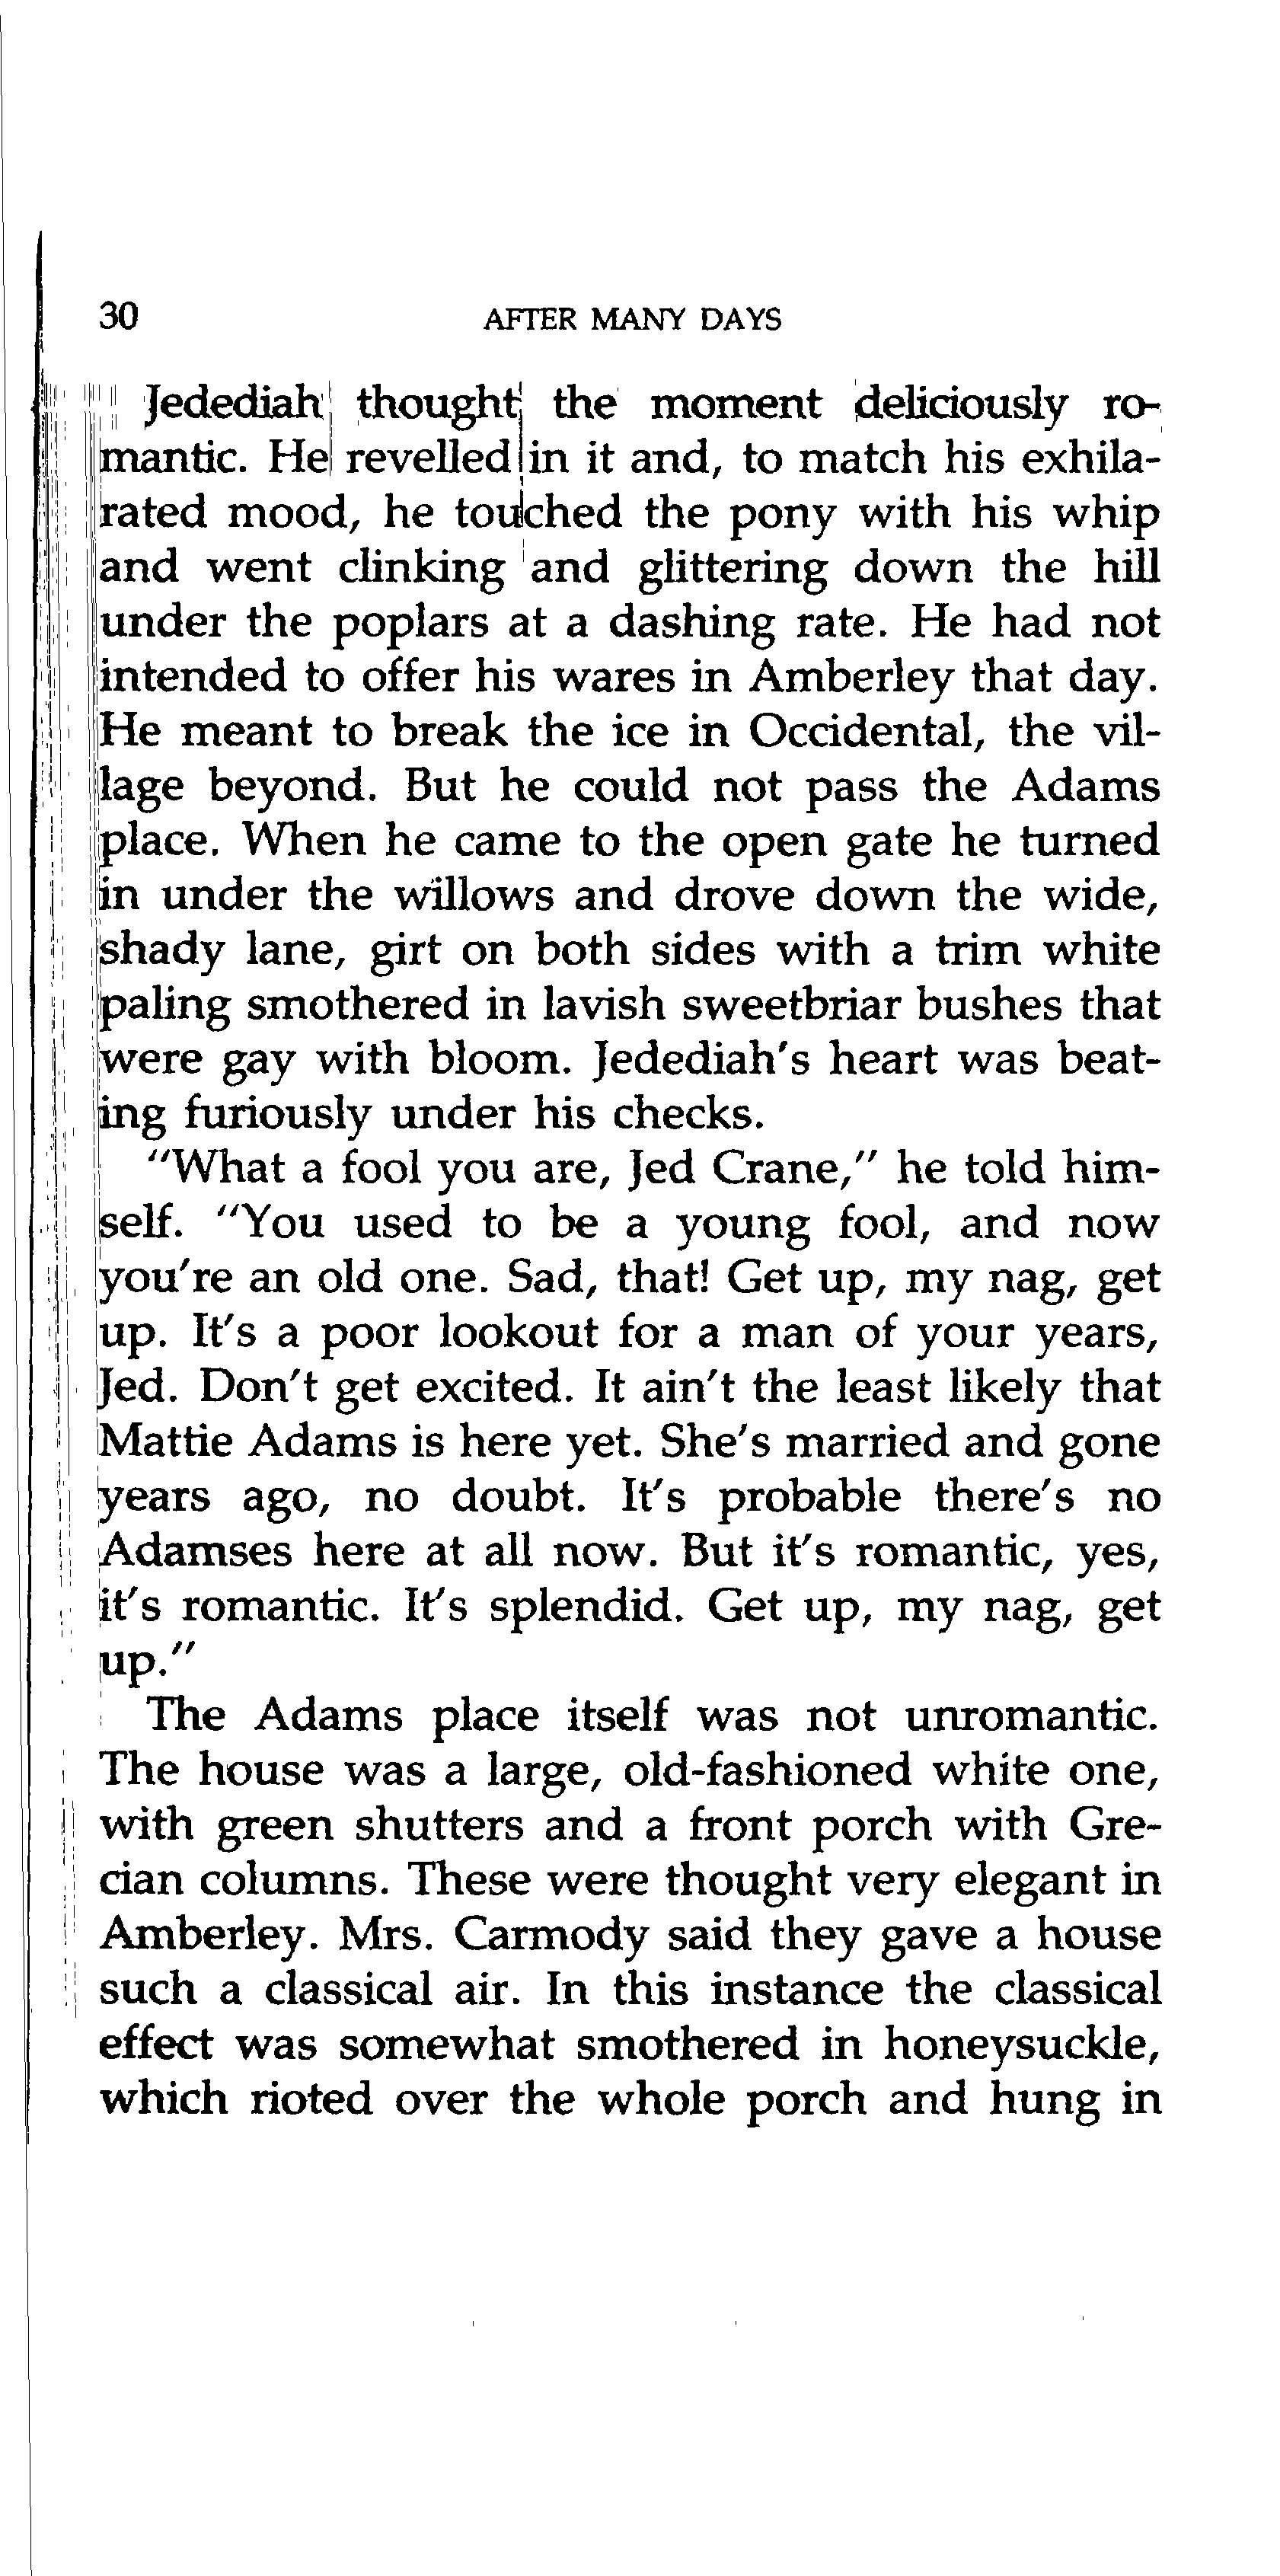 30 AFTER MANY DAYS
Jedediah thought the moment deliciously ro-
mantic. He revelled in it and, to match his exhila-
rated mood, he touched the pony with his whip
and went clinking and glittering down the hill
under the poplars at a dashing rate. He had not
intended to offer his wares in Amberley that day.
He meant to break the ice in Occidental, the vil-
lage beyond. But he could not pass the Adams
place. When he came to the open gate he turned
in under the willows and drove down the wide,
shady lane, girt on both sides with a trim white
paling smothered in lavish sweetbriar bushes that
were gay with bloom. Jedediah's heart was beat-
ing furiously under his checks.
"What a fool you are, Jed Crane," he told him-
self. "You used to be a young fool, and now
you're an old one. Sad, that! Get up, my nag, get
up. It's a poor lookout for a man of your years,
Jed. Don't get excited. It ain't the least likely that
Mattie Adams is here yet. She's married and gone
years ago, no doubt. It's probable there's no
Adamses here at all now. But it's romantic, yes,
it's romantic. It's splendid. Get up, my nag, get
up."
The Adams place itself was not unromantic.
The house was a large, old-fashioned white one,
with green shutters and a front porch with Gre-
cian columns. These were thought very elegant in
Amberley. Mrs. Carmody said they gave a house
such a classical air. In this instance the classical
effect was somewhat smothered in honeysuckle,
which rioted over the whole porch and hung in